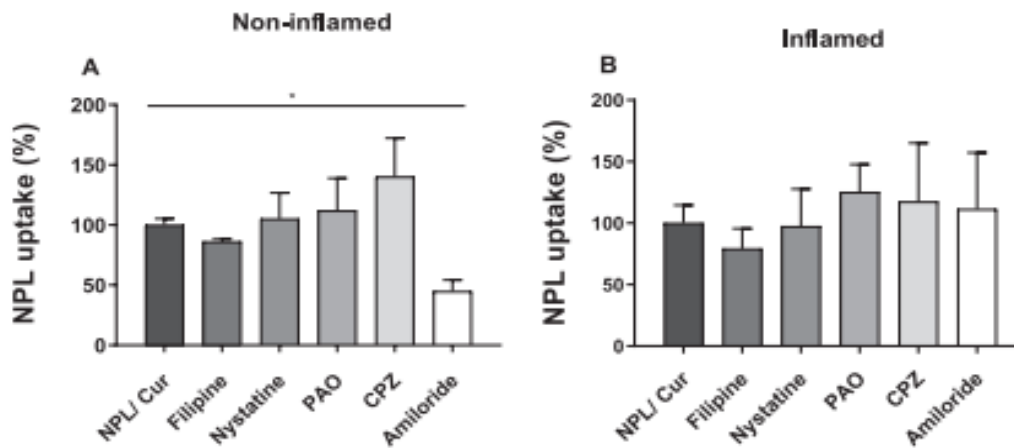 Non-inflamed
A
NPL uptake (%)
200
150
100
50
0
*
NPL/ Cur
Filipine
Nystatine
PAO
CPZ
Amiloride
Inflamed
B
NPL uptake (%)
200
150
100
50
0
NPL/ Cur
Filipine
Nystatine
PAO
CPZ
Amiloride